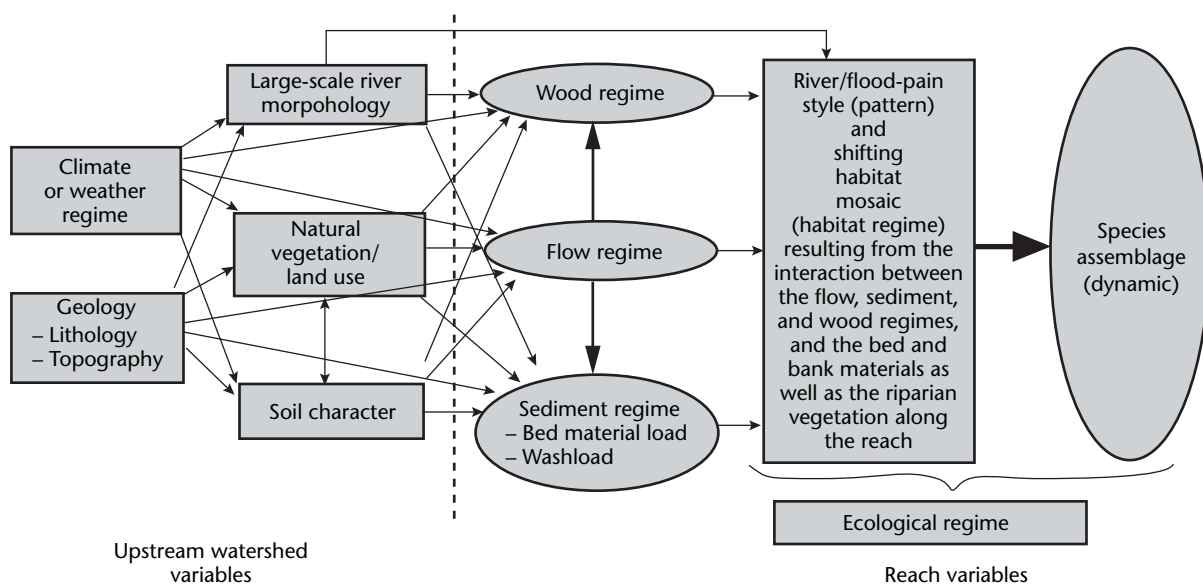 Large-scale river
morpohology
Climate
or weather
regime
Natural
vegetation/
land use
Geology
– Lithology
– Topography
Soil character
Wood regime
Flow regime
Sediment regime
– Bed material load
– Washload
River/flood-pain
style (pattern)
and
shifting
habitat
mosaic
(habitat regime)
resulting from the
interaction between
the flow, sediment,
and wood regimes,
and the bed and
bank materials as
well as the riparian
vegetation along
the reach
Species
assemblage
(dynamic)
Ecological regime
Upstream watershed
variables
Reach variables